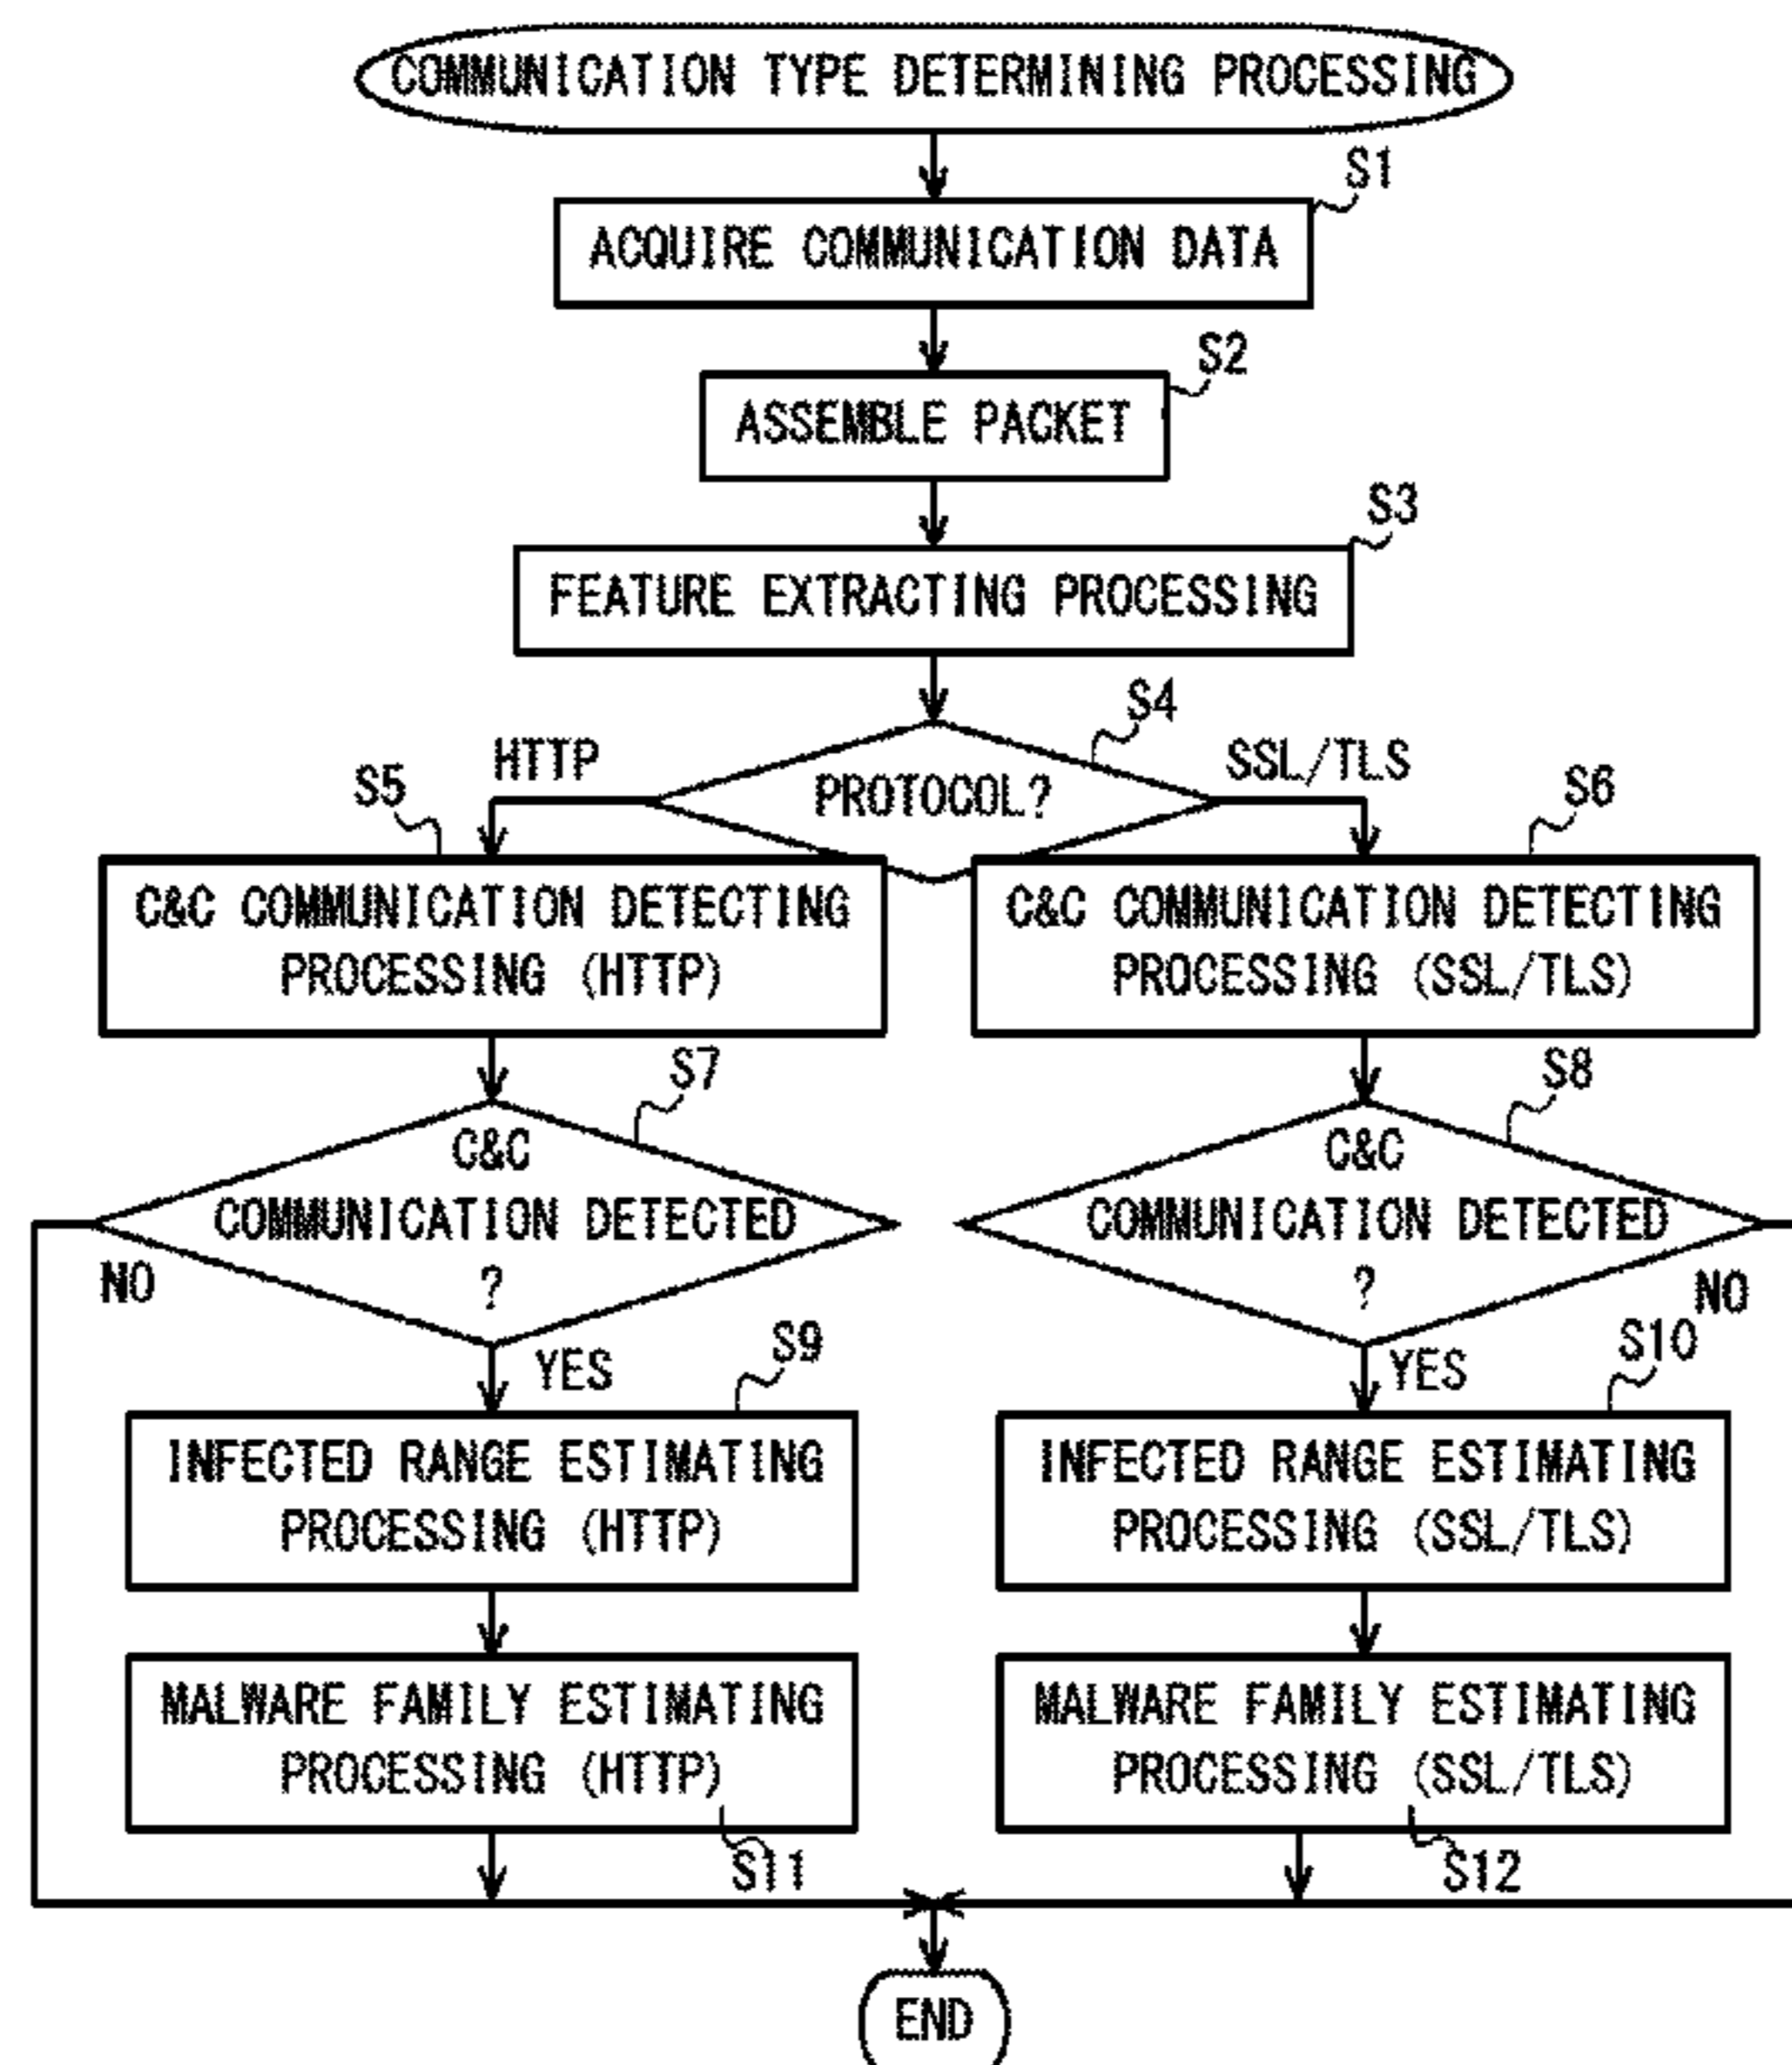 COMMUNICATION TYPE DETERMINING PROCESSING
S1
ACQUIRE COMMUNICATION DATA
S2
ASSEMBLE PACKET
S3
FEATURE EXTRACTING PROCESSING
S4
HTTP
PROTOCOL?
SSL/TLS
S5
S6
C&C COMMUNICATION DETECTING
PROCESSING (HTTP)
C&C COMMUNICATION DETECTING
PROCESSING (SSL/TLS)
S7
S8
C&C
COMMUNICATION DETECTED
?
NO
YES
C&C
COMMUNICATION DETECTED
?
NO
YES
S9
S10
INFECTED RANGE ESTIMATING
PROCESSING (HTTP)
INFECTED RANGE ESTIMATING
PROCESSING (SSL/TLS)
MALWARE FAMILY ESTIMATING
PROCESSING (HTTP)
MALWARE FAMILY ESTIMATING
PROCESSING (SSL/TLS)
S11
S12
END